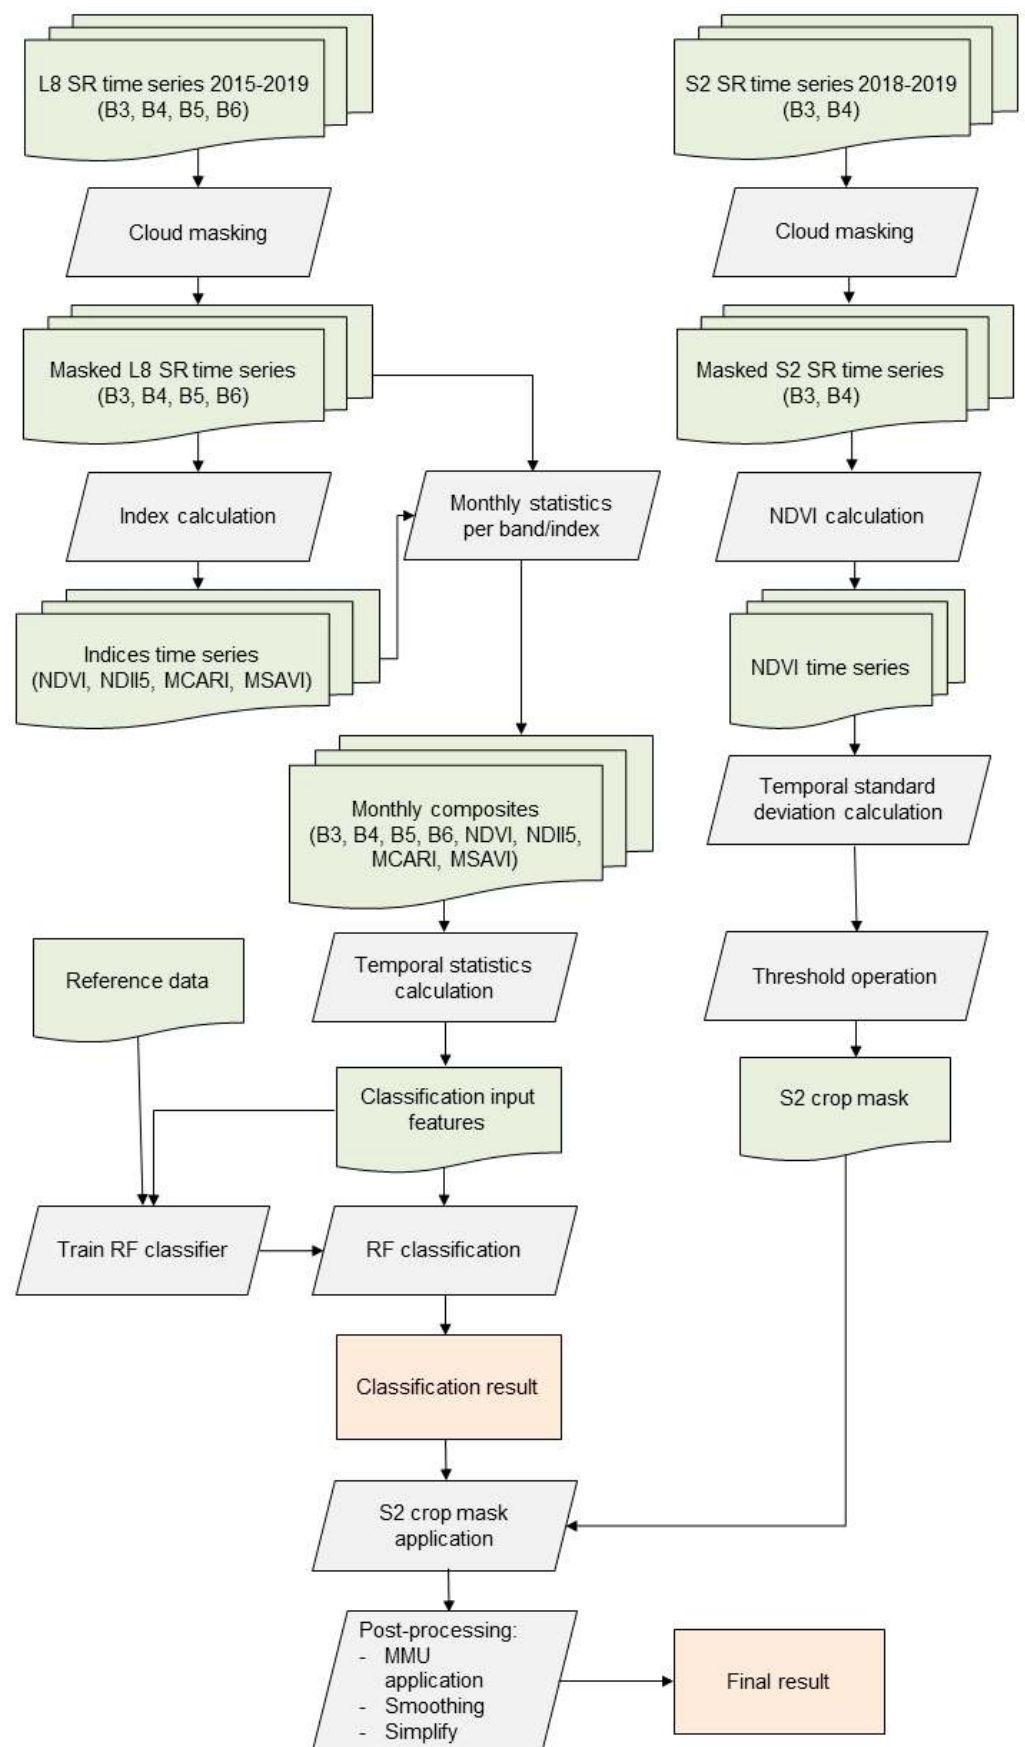 L8 SR time series 2015-2019
(B3, B4, B5, B6)
S2 SR time series 2018-2019
(B3, B4)
Cloud masking
Cloud masking
Masked L8 SR time series
(B3, B4, B5, B6)
Masked S2 SR time series
(B3, B4)
Index calculation
Monthly statistics
per band/index
NDVI calculation
Indices time series
(NDVI, NDII5, MCARI, MSAVI)
NDVI time series
Monthly composites
(B3, B4, B5, B6, NDVI, NDII5,
MCARI, MSAVI)
Temporal standard
deviation calculation
Reference data
Temporal statistics
calculation
Threshold operation
Classification input
features
S2 crop mask
Train RF classifier
RF classification
Classification result
S2 crop mask
application
Post-processing:
- MMU
application
- Smoothing
- Simplify
Final result